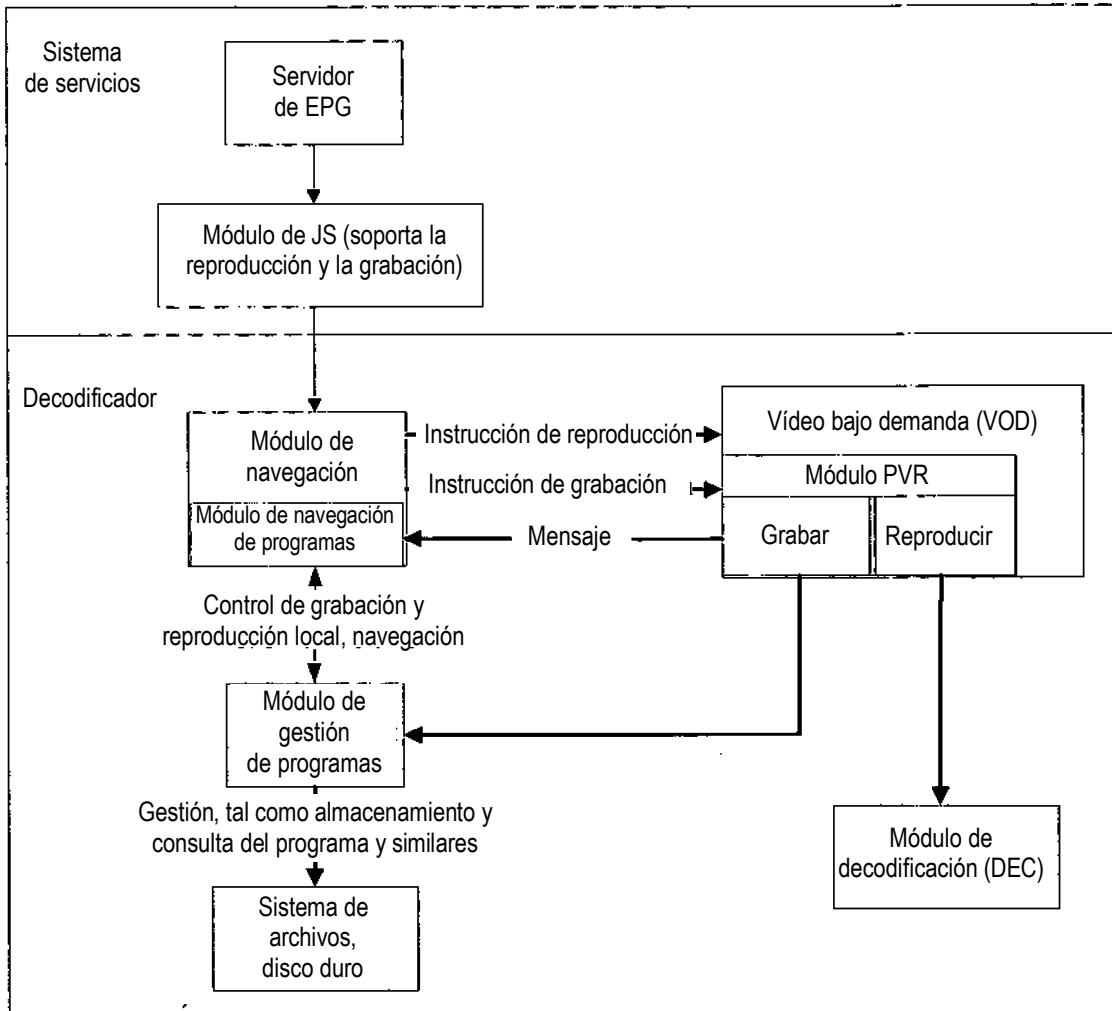 Sistema
de servicios
Servidor
de EPG
Módulo de JS (soporta la
reproducción y la grabación)
Decodificador
Módulo de
navegación
Módulo de navegación
de programas
Instrucción de reproducción
Instrucción de grabación
Mensaje
Vídeo bajo demanda (VOD)
Módulo PVR
Grabar
Reproducir
Control de grabación y
reproducción local, navegación
Módulo de
gestión
de programas
Gestión, tal como almacenamiento y
consulta del programa y similares
Sistema de
archivos,
disco duro
Módulo de
decodificación (DEC)